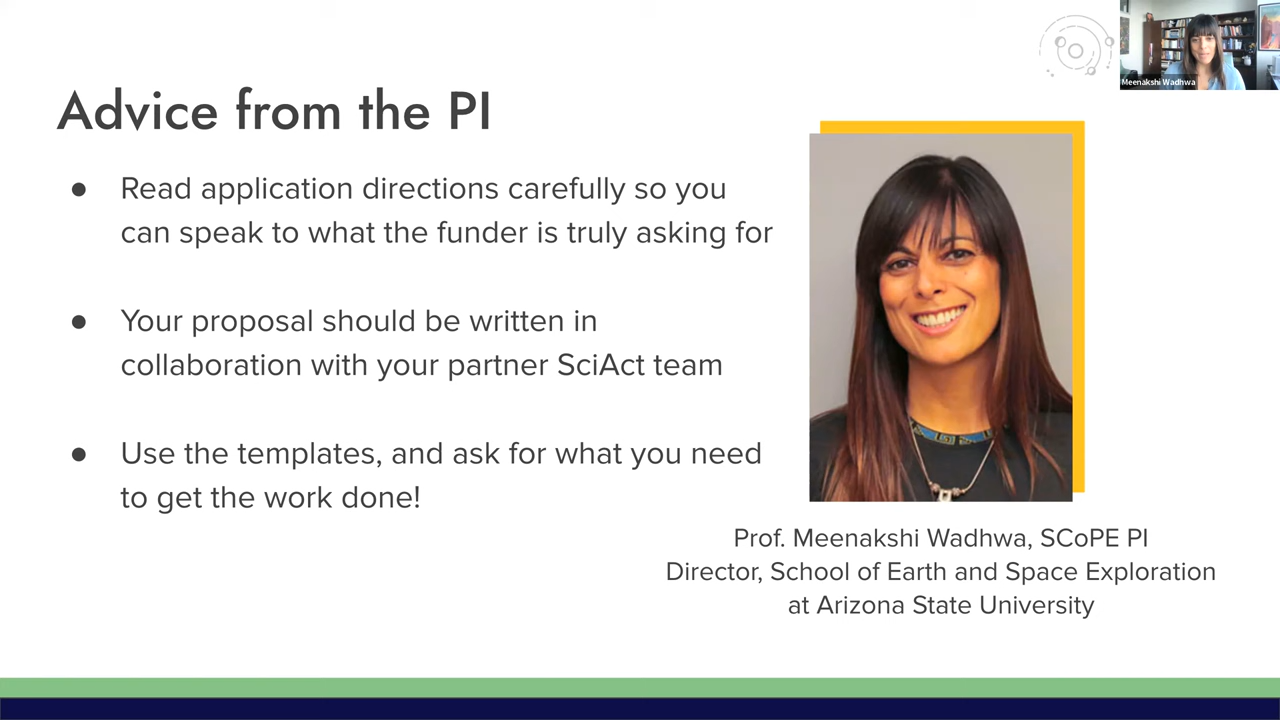 Meenakshi Wadhwa
Advice from the PI
● Read application directions carefully so you
can speak to what the funder is truly asking for
● Your proposal should be written in
collaboration with your partner SciAct team
● Use the templates, and ask for what you need
to get the work done!
Prof. Meenakshi Wadhwa, SCoPE PI
Director, School of Earth and Space Exploration
at Arizona State University